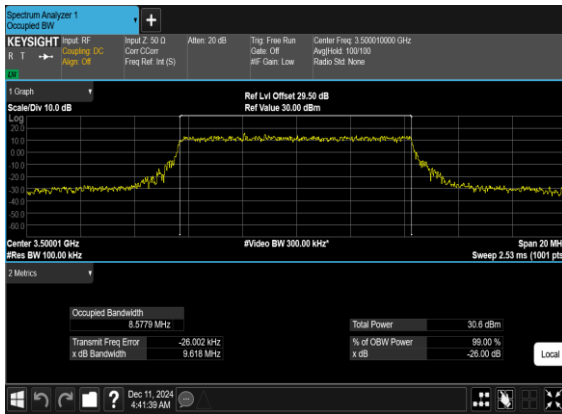 Spectrum Analyzer 1
Occupied BW
KEYSIGHT Input: RF Input Z: 50 Ω Atten: 20 dB Trig: Free Run Center Freq: 3.500010000 GHz
R T Coupling: DC Corr CCorr Gate: Off Avg|Hold: 100/100
Align: Off Freq Ref: Int (S) #IF Gain: Low Radio Std: None
1 Graph
Ref Lvl Offset 29.50 dB
Scale/Div 10.0 dB Ref Value 30.00 dBm
Log
20.0
10.0
0.00
-10.0
-20.0
-30.0
-40.0
-50.0
-60.0
Center 3.50001 GHz #Video BW 300.00 kHz* Span 20 MH
#Res BW 100.00 kHz Sweep 2.53 ms (1001 pts
2 Metrics
Occupied Bandwidth
8.5779 MHz Total Power 30.6 dBm
Transmit Freq Error -26.002 kHz % of OBW Power 99.00 %
x dB Bandwidth 9.618 MHz x dB -26.00 dB
Local
Dec 11, 2024
4:41:39 AM